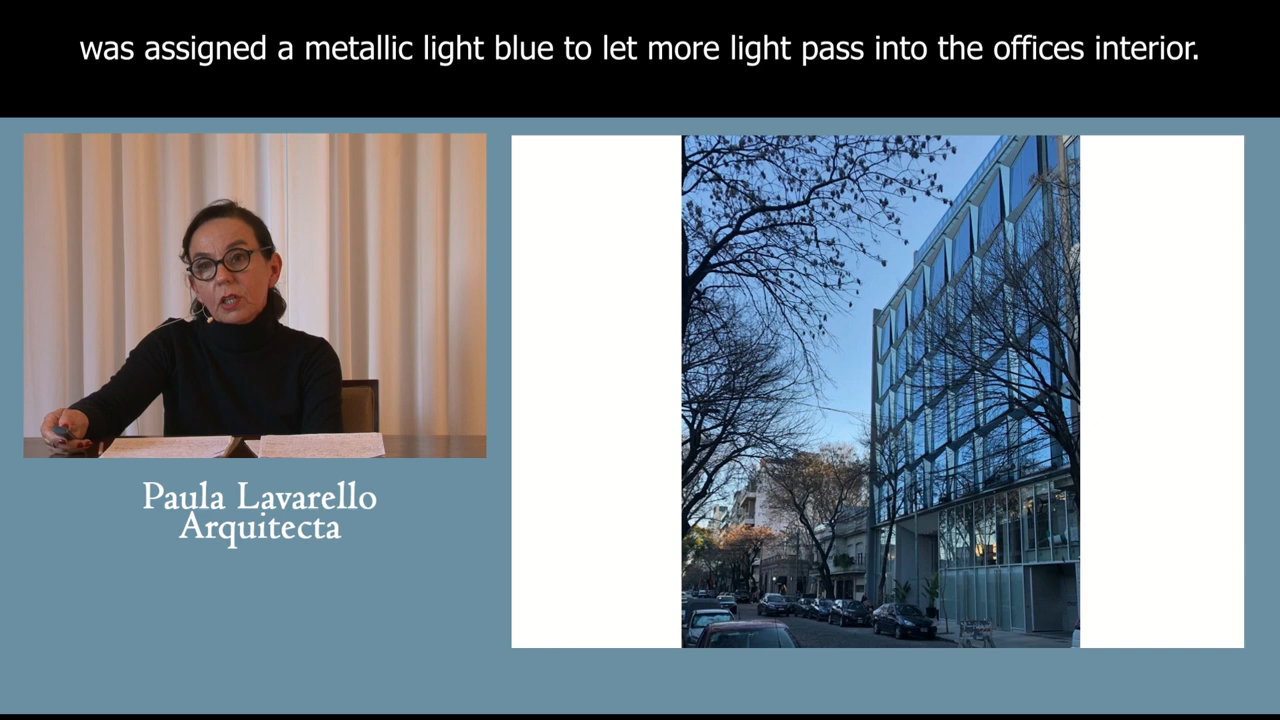 was assigned a metallic light blue to let more light pass into the offices interior.
Paula Lavarello
Arquitecta